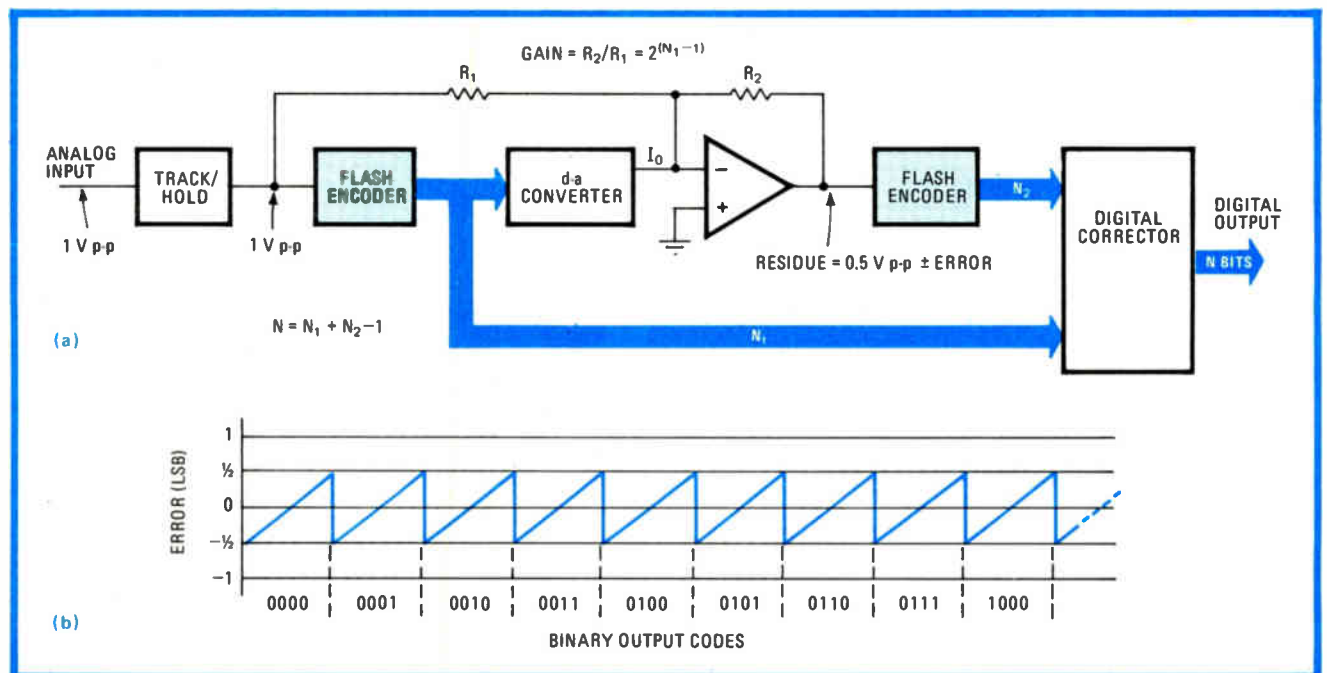 GAIN = R₂/R₁ = 2^(N₁−1)
R₁
R₂
ANALOG
INPUT
TRACK/
HOLD
FLASH
ENCODER
d-a
CONVERTER
I₀
−
+
FLASH
ENCODER
N₂
DIGITAL
CORRECTOR
DIGITAL
OUTPUT
N BITS
1 V p-p
1 V p-p
RESIDUE = 0.5 V p-p ± ERROR
N = N₁ + N₂−1
N₁
(a)
ERROR (LSB)
1
½
0
−½
−1
0000 0001 0010 0011 0100 0101 0110 0111 1000
(b)
BINARY OUTPUT CODES